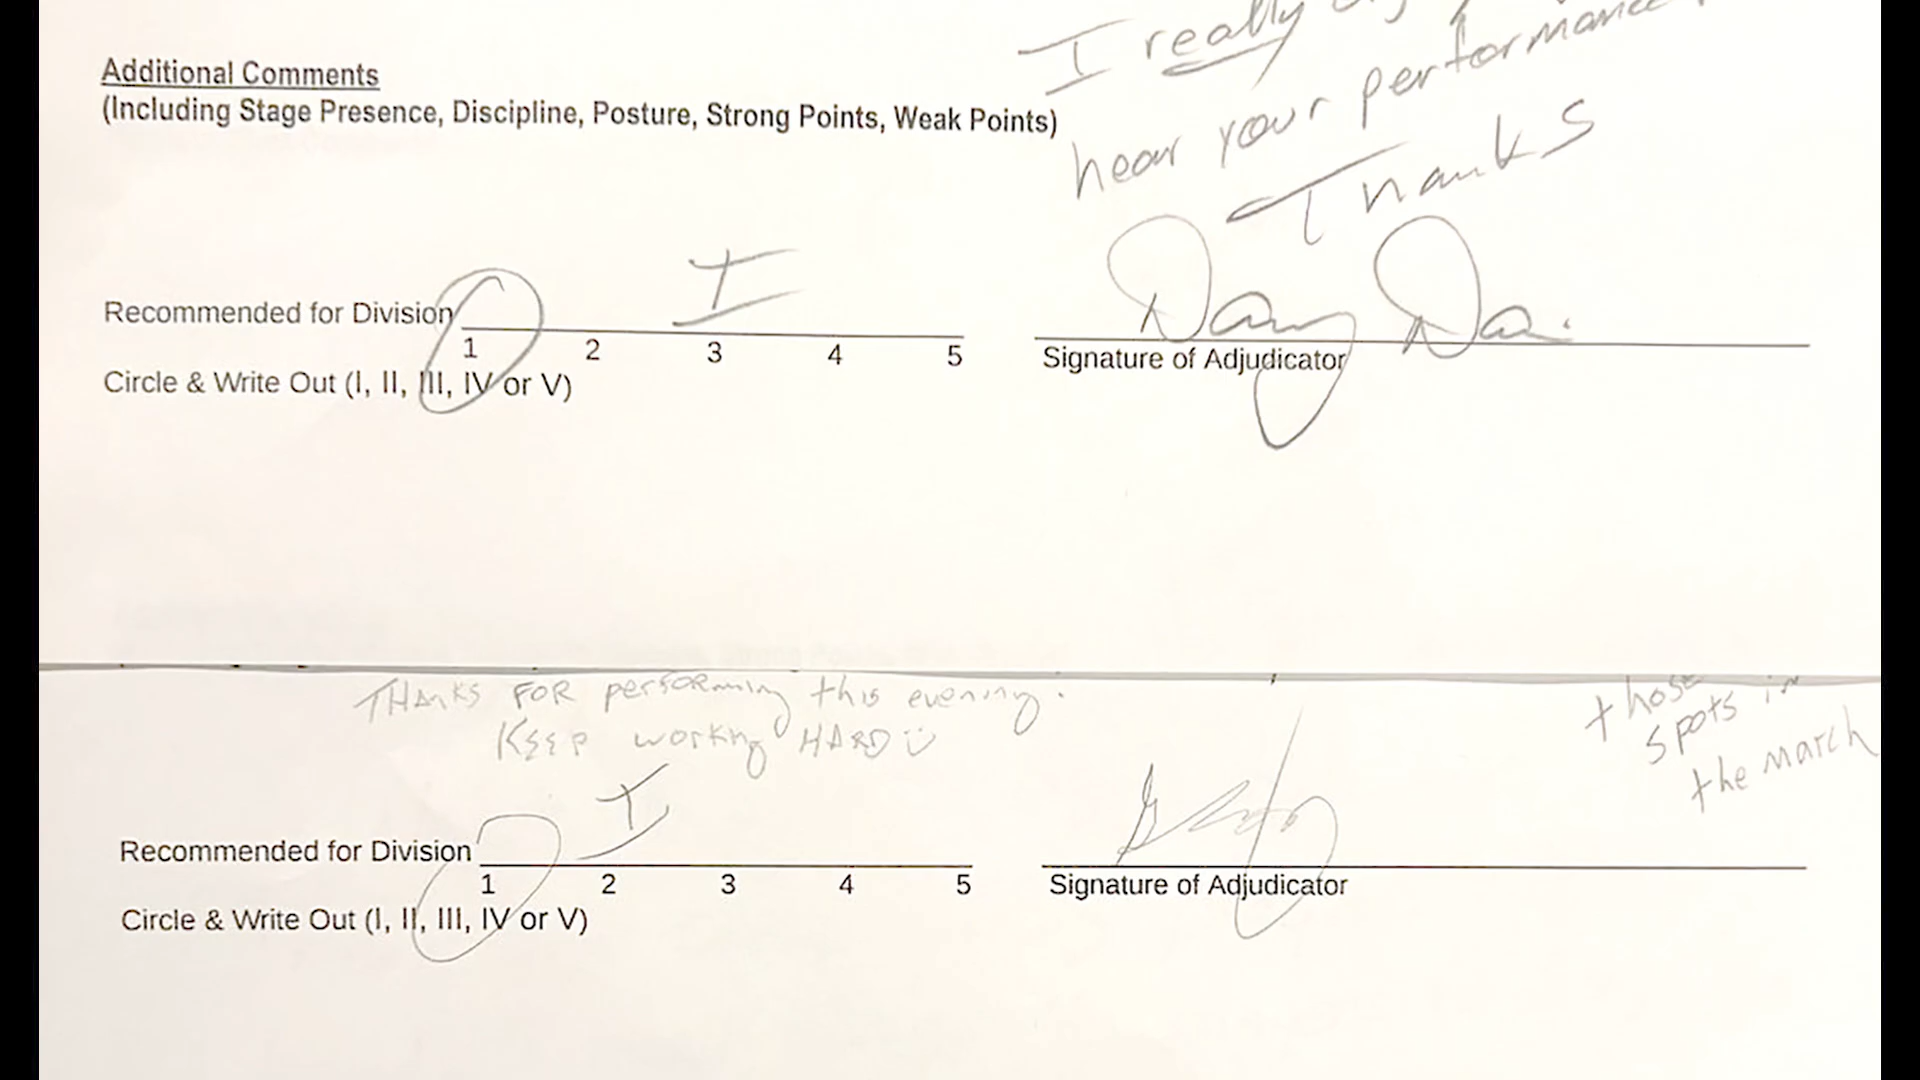 I really
Additional Comments
(Including Stage Presence, Discipline, Posture, Strong Points, Weak Points)
hear your performance
Thanks
I
Recommended for Division
1 2 3 4 5
Signature of Adjudicator
Circle & Write Out (I, II, III, IV or V)
THANKS FOR performing this evening.
KEEP working HARD
those
spots in
the march
I
Recommended for Division
1 2 3 4 5
Signature of Adjudicator
Circle & Write Out (I, II, III, IV or V)